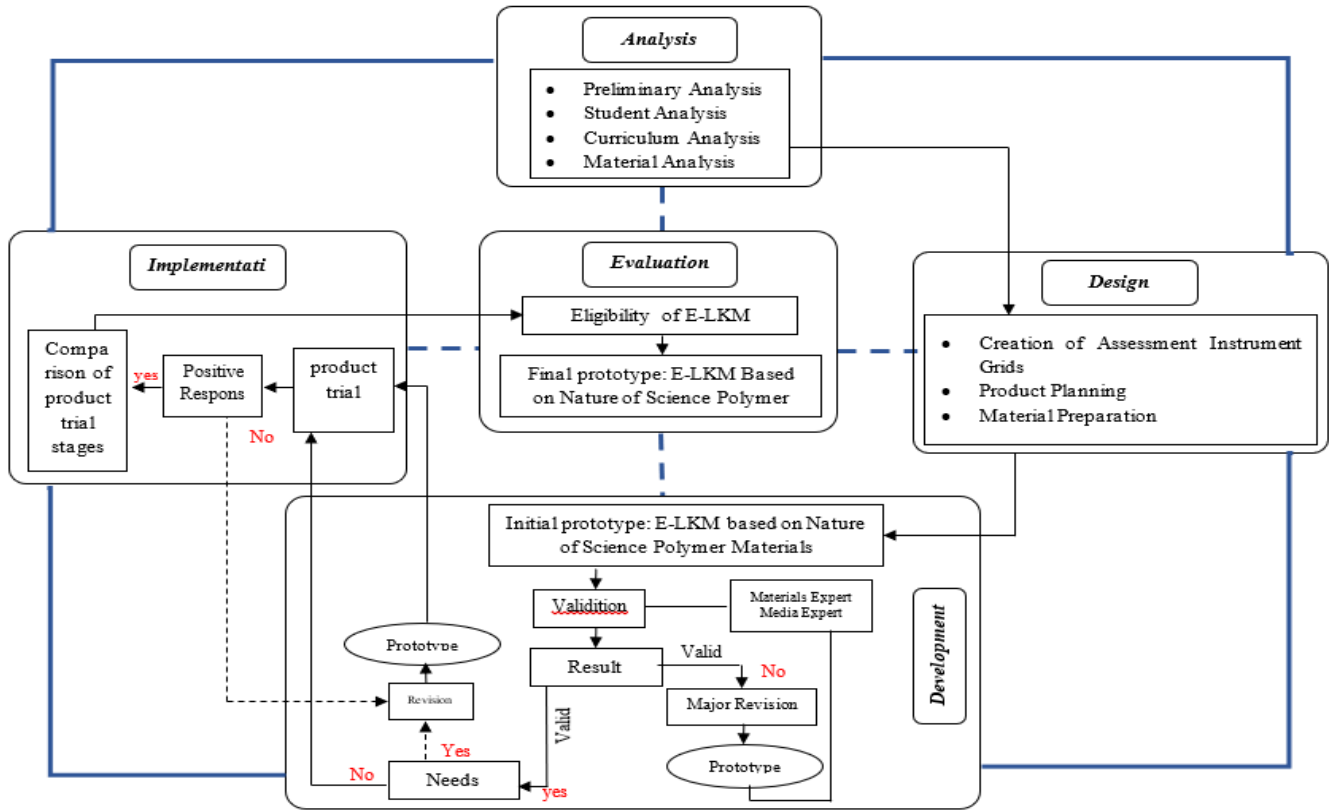 Analysis
• Preliminary Analysis
• Student Analysis
• Curriculum Analysis
• Material Analysis
Implementati
Compa
rison of
product
trial
stages
yes
Positive
Respons
No
product
trial
Evaluation
Eligibility of E-LKM
Final prototype: E-LKM Based
on Nature of Science Polymer
Design
• Creation of Assessment Instrument
Grids
• Product Planning
• Material Preparation
Initial prototype: E-LKM based on Nature
of Science Polymer Materials
Validition
Materials Expert
Media Expert
Result
Valid
No
Major Revision
Prototype
Valid
yes
Needs
Yes
No
Revision
Prototype
Development